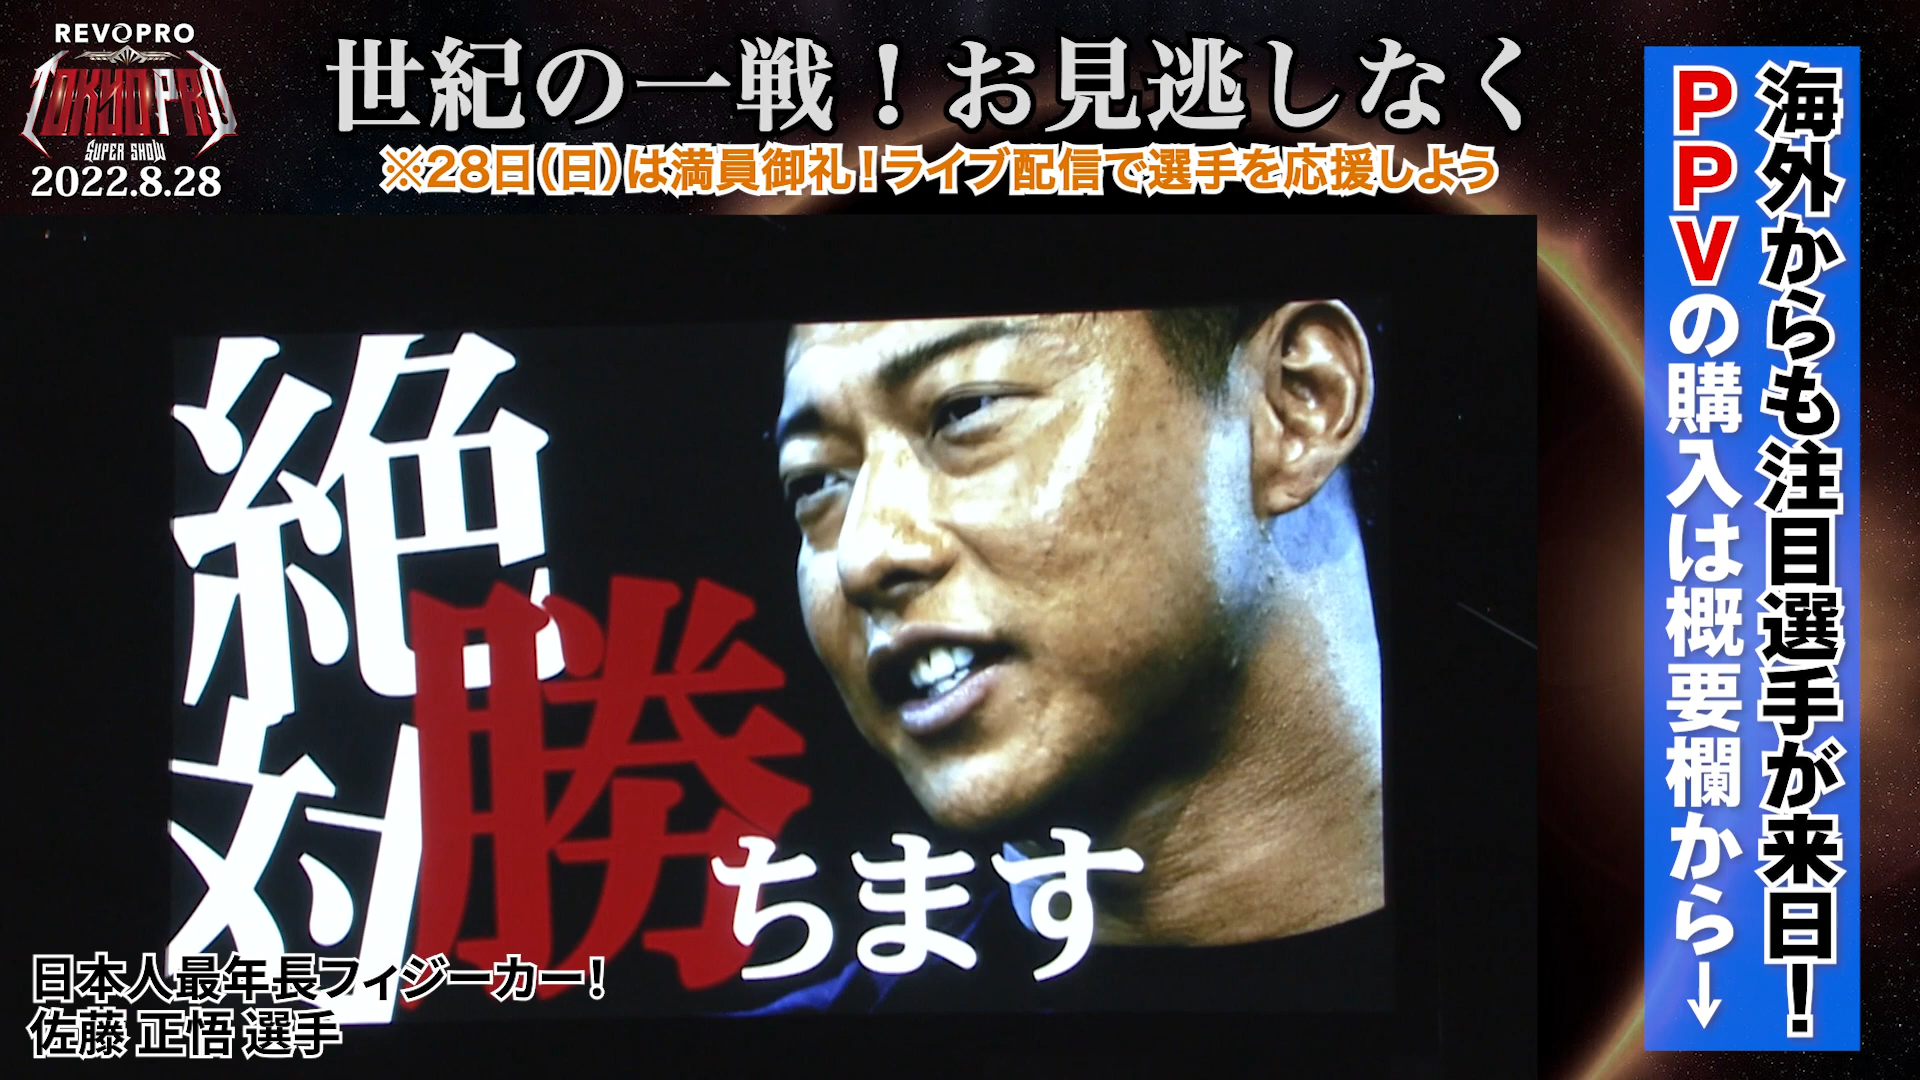 REVOPRO
TOKYO PRO
SUPER SHOW
2022.8.28
世紀の一戦！お見逃しなく
※28日(日)は満員御礼！ライブ配信で選手を応援しよう
海外からも注目選手が来日！
PPVの購入は概要欄から↓
絶対
勝ちます
日本人最年長フィジーカー！
佐藤 正悟 選手